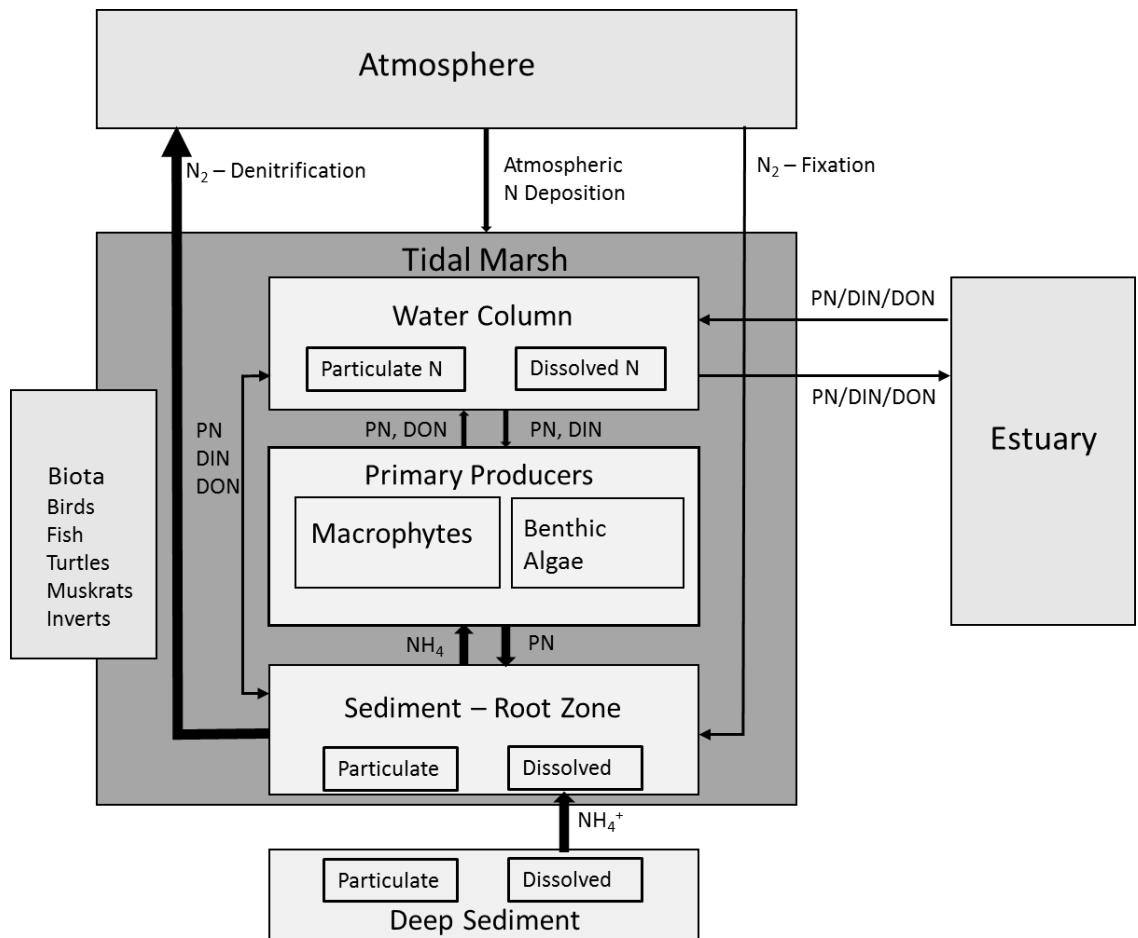 Atmosphere
N₂ – Denitrification
Atmospheric
N Deposition
N₂ – Fixation
Tidal Marsh
Water Column
Particulate N
Dissolved N
PN/DIN/DON
PN/DIN/DON
Estuary
PN
DIN
DON
PN, DON
PN, DIN
Biota
Birds
Fish
Turtles
Muskrats
Inverts
Primary Producers
Macrophytes
Benthic
Algae
NH₄
PN
Sediment – Root Zone
Particulate
Dissolved
NH₄⁺
Particulate
Dissolved
Deep Sediment